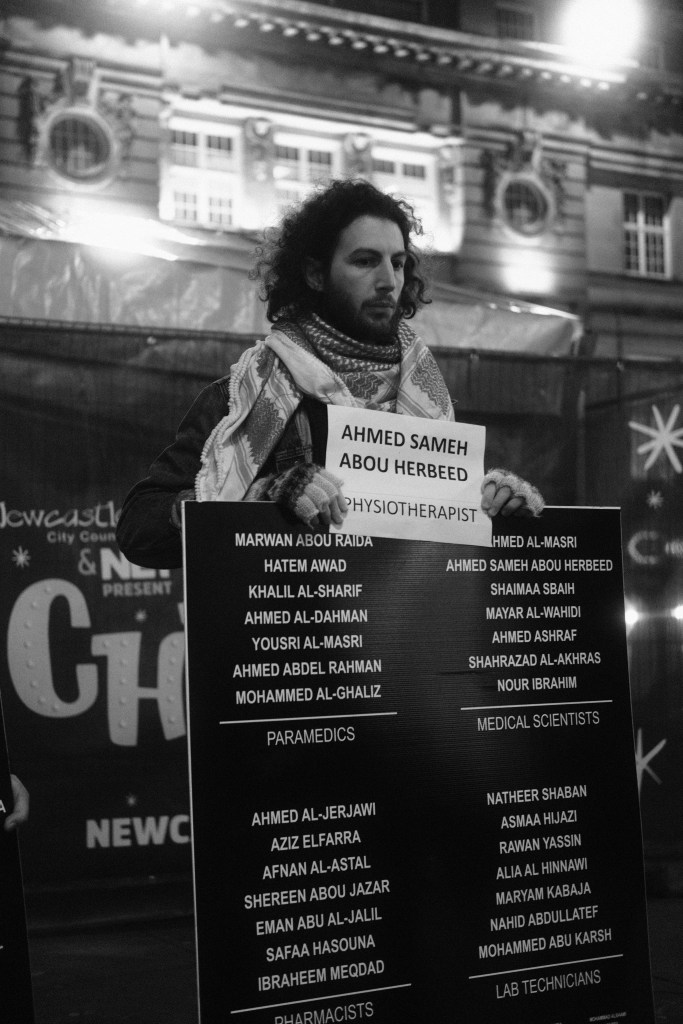 AHMED SAMEH
ABOU HERBEED
PHYSIOTHERAPIST
MARWAN ABOU RAIDA
HATEM AWAD
KHALIL AL-SHARIF
AHMED AL-DAHMAN
YOUSRI AL-MASRI
AHMED ABDEL RAHMAN
MOHAMMED AL-GHALIZ
PARAMEDICS
AHMED AL-MASRI
AHMED SAMEH ABOU HERBEED
SHAIMAA SBAIH
MAYAR AL-WAHIDI
AHMED ASHRAF
SHAHRAZAD AL-AKHRAS
NOUR IBRAHIM
MEDICAL SCIENTISTS
AHMED AL-JERJAWI
AZIZ ELFARRA
AFNAN AL-ASTAL
SHEREEN ABOU JAZAR
EMAN ABU AL-JALIL
SAFAA HASOUNA
IBRAHEEM MEQDAD
PHARMACISTS
NATHEER SHABAN
ASMAA HIJAZI
RAWAN YASSIN
ALIA AL HINNAWI
MARYAM KABAJA
NAHID ABDULLATEF
MOHAMMED ABU KARSH
LAB TECHNICIANS
Newcastle
City Coun
& NE
PRESENT
CH
NEWC